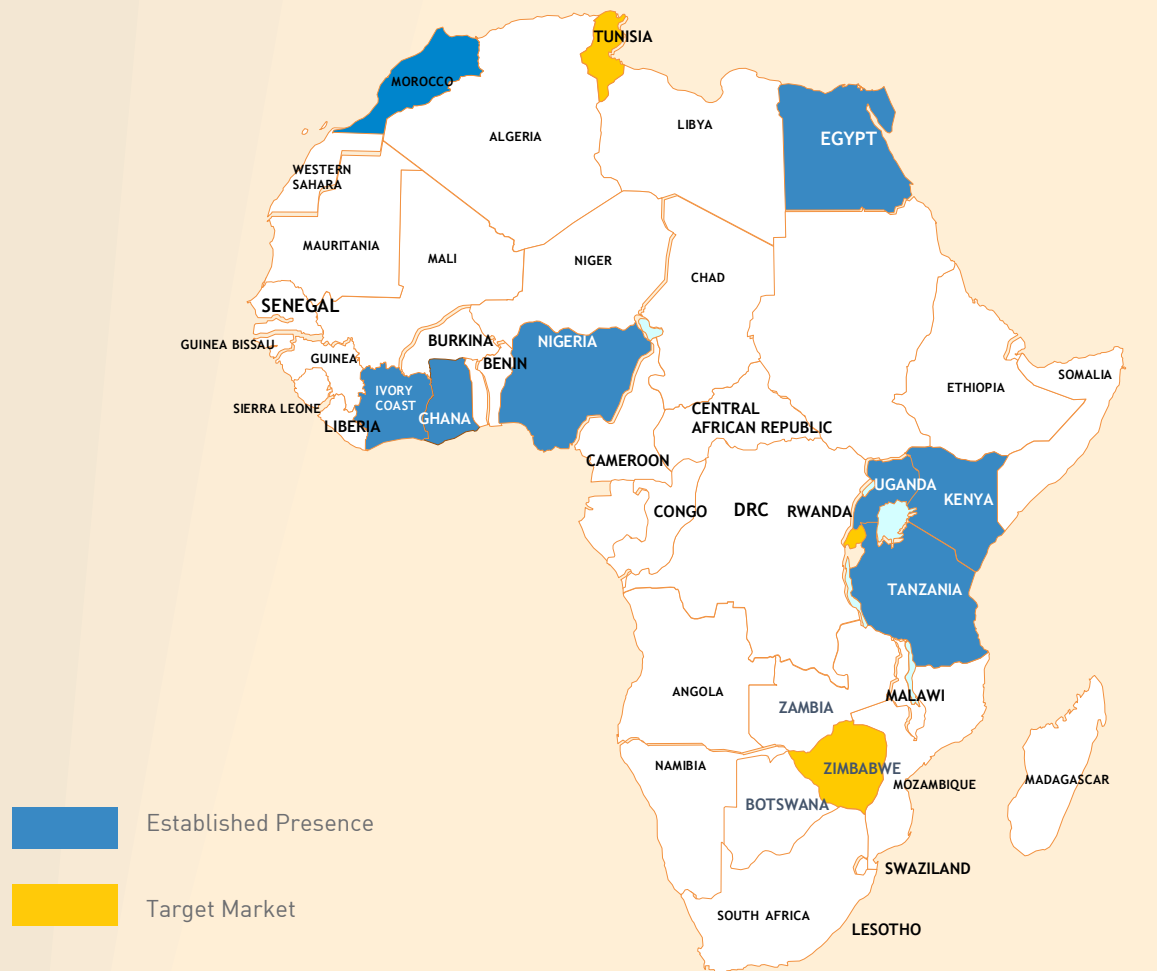 TUNISIA
MOROCCO
LIBYA
ALGERIA
EGYPT
WESTERN
SAHARA
MAURITANIA
MALI
NIGER
CHAD
SENEGAL
GUINEA BISSAU
BURKINA
NIGERIA
GUINEA
BENIN
SOMALIA
ETHIOPIA
IVORY
COAST
SIERRA LEONE
GHANA
LIBERIA
CENTRAL
AFRICAN REPUBLIC
CAMEROON
UGANDA
KENYA
CONGO
DRC
RWANDA
TANZANIA
ANGOLA
MALAWI
ZAMBIA
NAMIBIA
ZIMBABWE
MOZAMBIQUE
MADAGASCAR
BOTSWANA
Established Presence
SWAZILAND
Target Market
SOUTH AFRICA
LESOTHO